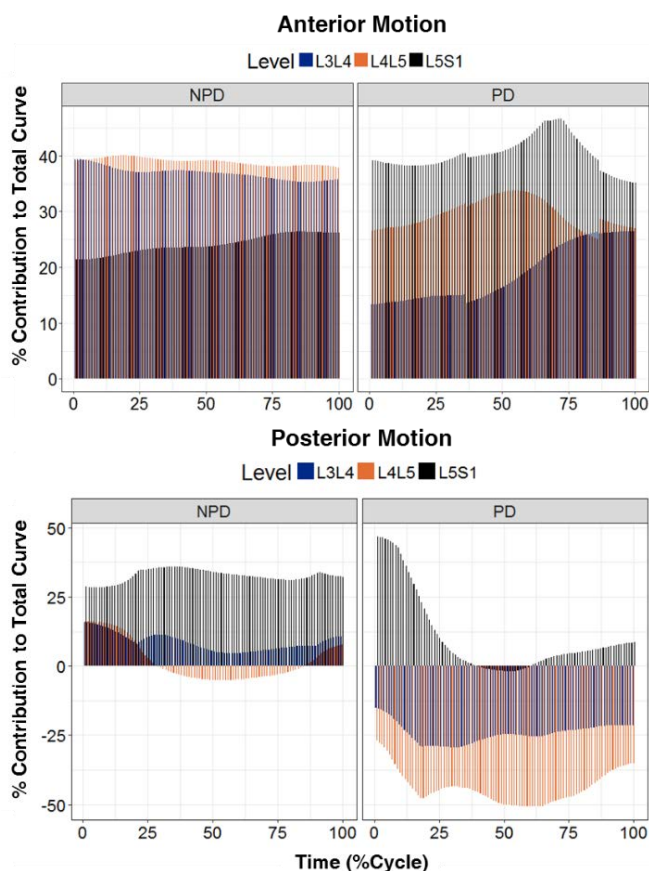 Anterior Motion
Level L3L4 L4L5 L5S1
NPD PD
% Contribution to Total Curve
40
30
20
10
0
0 25 50 75 100 0 25 50 75 100
Posterior Motion
Level L3L4 L4L5 L5S1
NPD PD
% Contribution to Total Curve
50
25
0
-25
-50
0 25 50 75 100 0 25 50 75 100
Time (%Cycle)